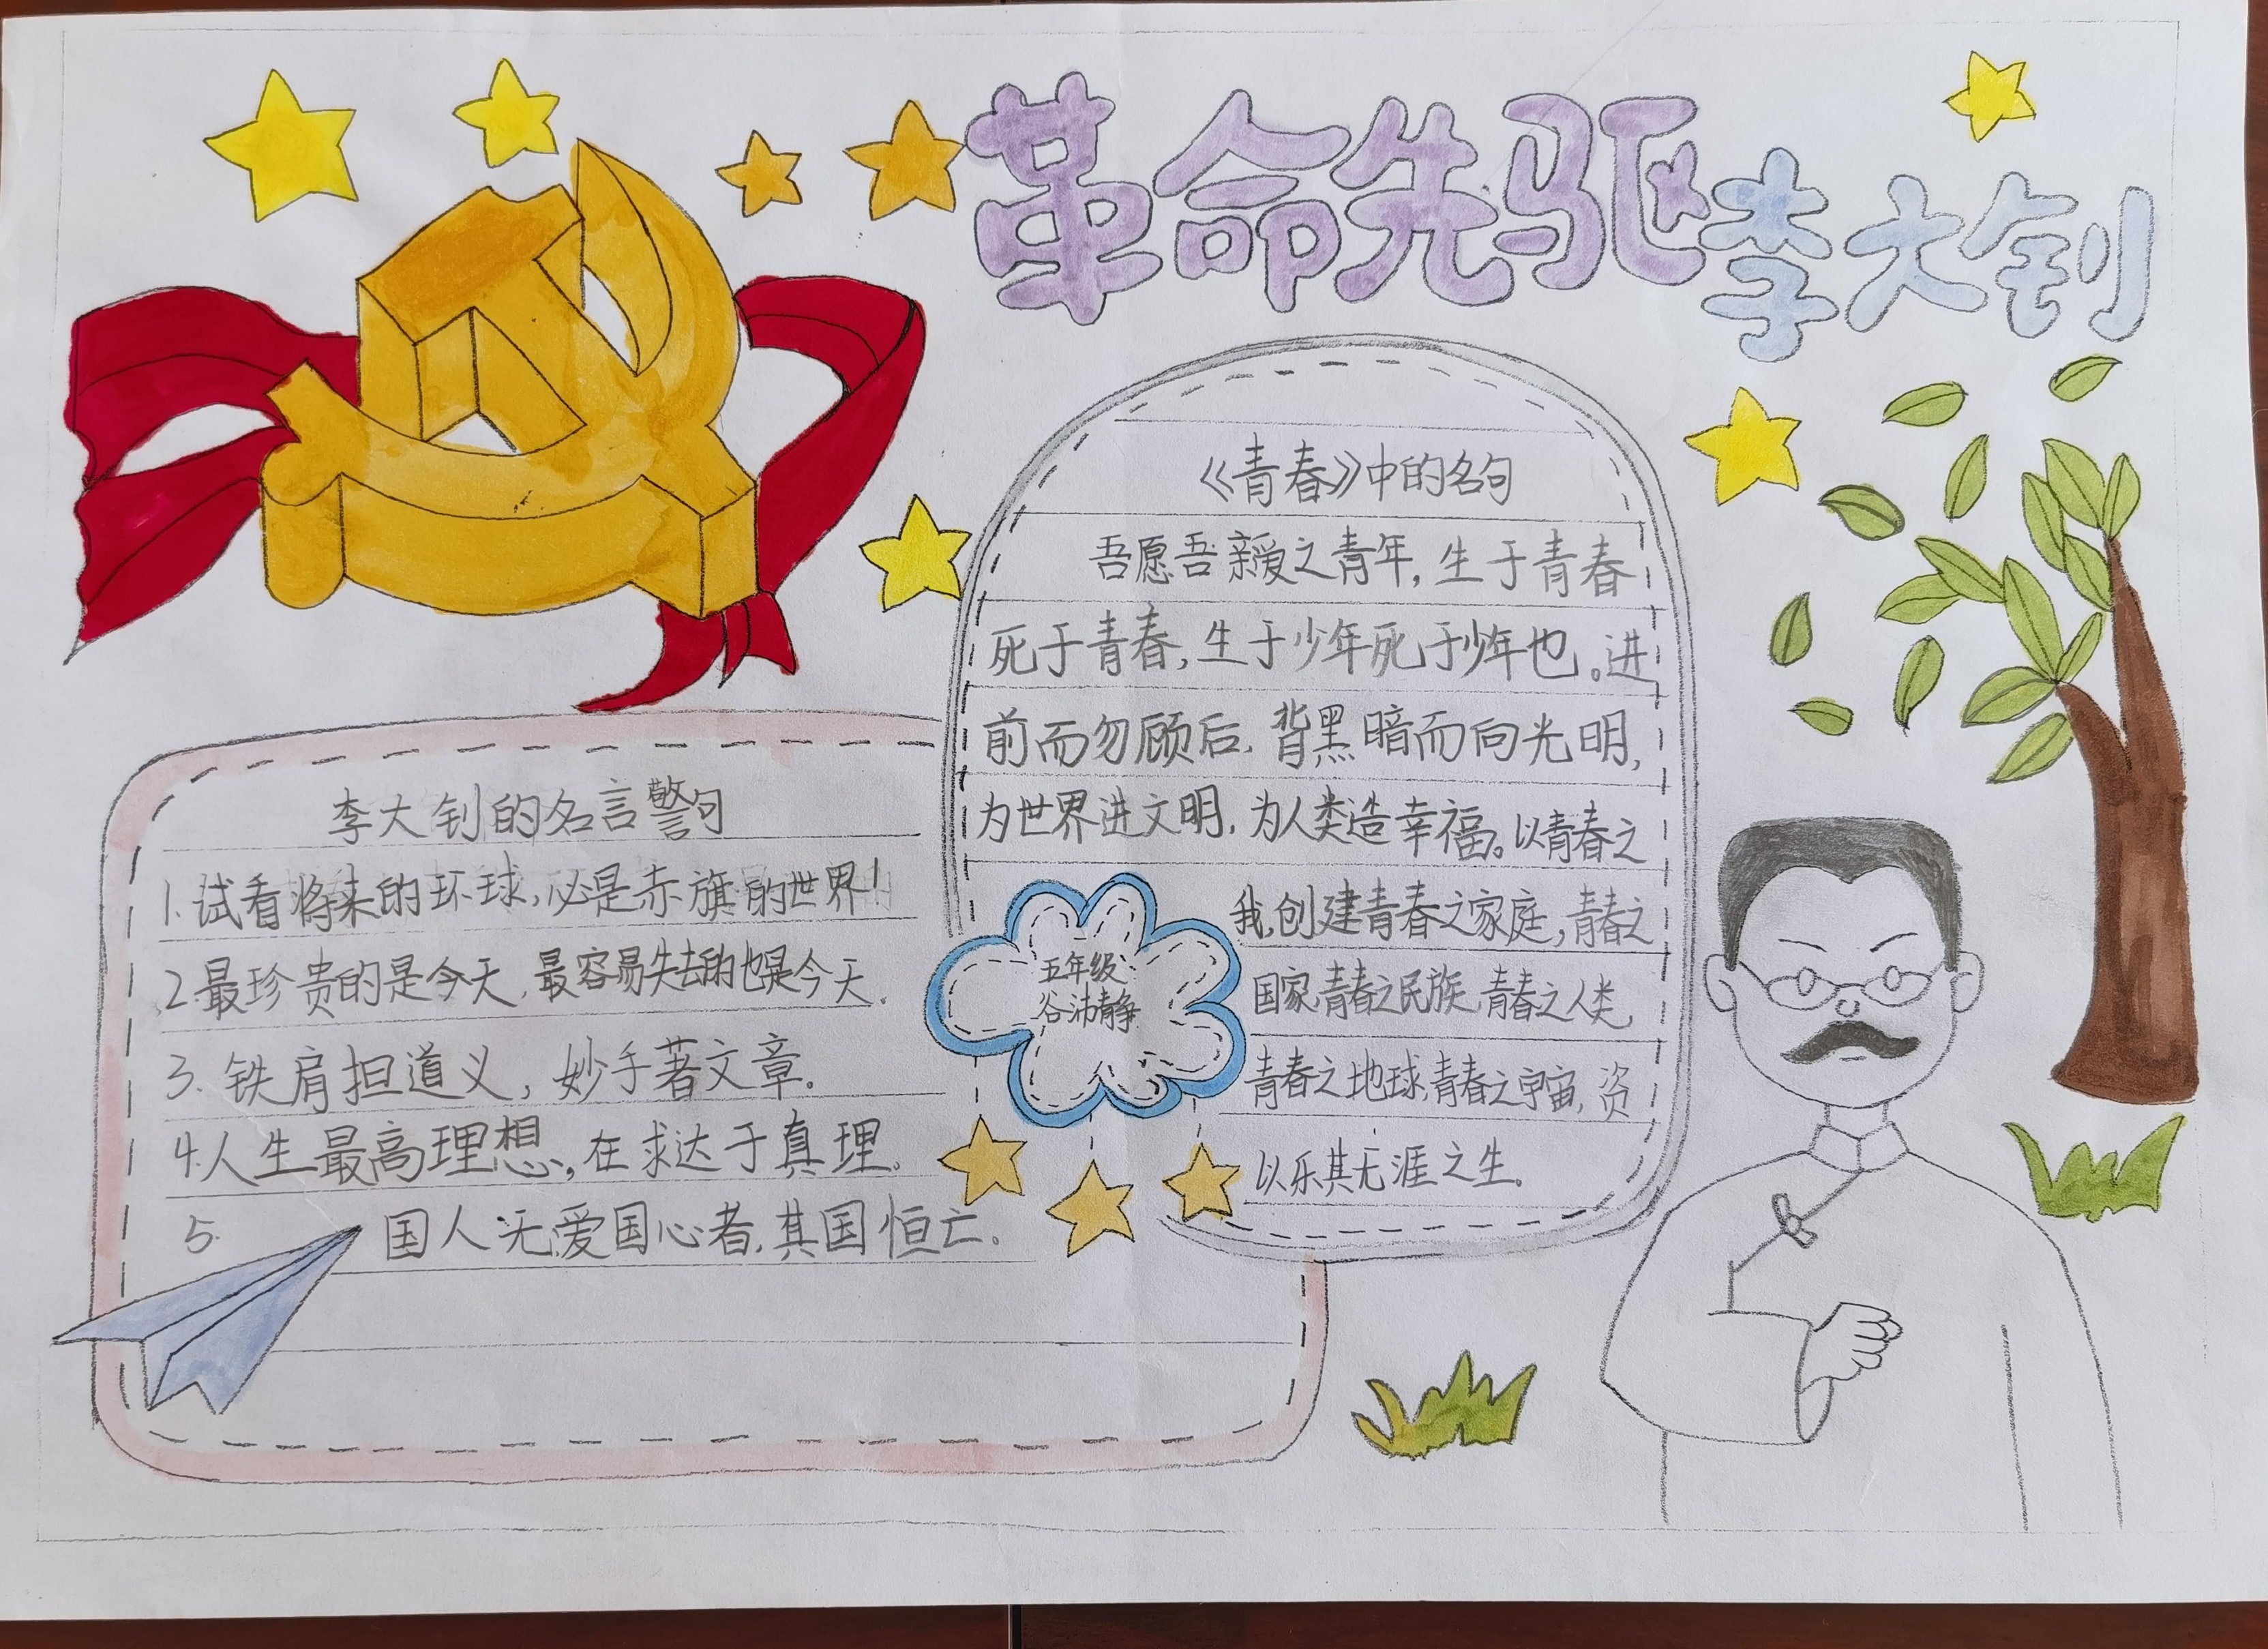 革命先驱李大钊
《青春》中的名句
吾愿吾亲爱之青年,生于青春
死于青春,生于少年死于少年也。进
前而勿顾后,背黑暗而向光明,
为世界进文明,为人类造幸福。以青春之
我,创建青春之家庭,青春之
国家,青春之民族,青春之人类,
青春之地球,青春之宇宙,资
以乐其无涯之生。
李大钊的名言警句
1.试看将来的环球,必是赤旗的世界!
2.最珍贵的是今天,最容易失去的也是今天。
3.铁肩担道义,妙手著文章。
4.人生最高理想,在求达于真理。
5.国人无爱国心者,其国恒亡。
五年级
谷沛静